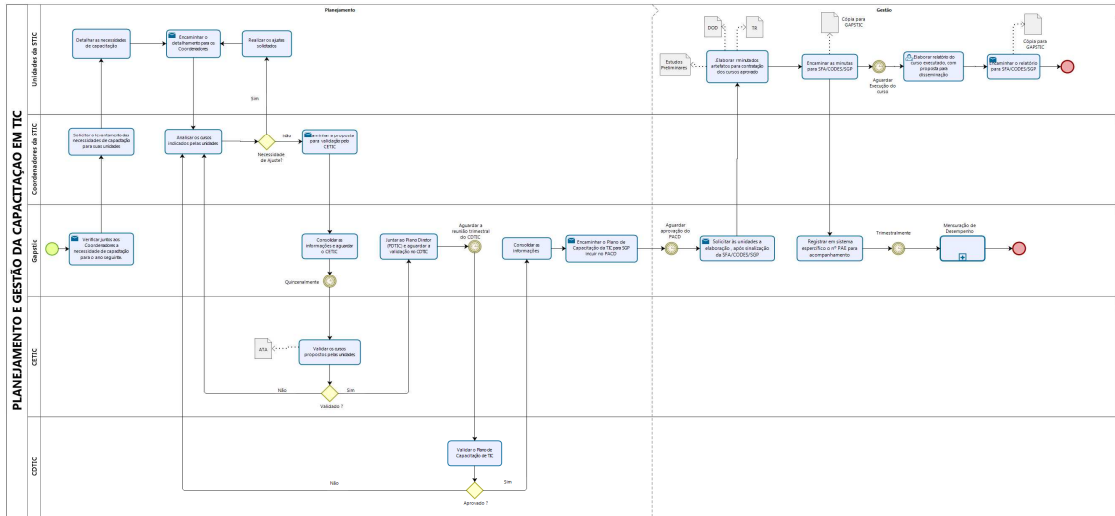 PLANEJAMENTO E GESTÃO DA CAPACITAÇAO EM TIC
Planejamento
Gestão
Unidades da STIC
Detalhar as necessidades
de capacitação
Encaminhar o
detalhamento para os
Coordenadores
Realizar os ajustes
solicitados
Sim
DOD
TR
Estudos
Preliminares
Elaborar minutados
artefatos para contratação
dos cursos aprovado
Cópia para
GAPSTIC
Encaminar as minutas
para SFA/CODES/SGP
Aguardar
Execução do
curso
Elaborar relatório do
curso executado, com
proposta para
disseminação
Cópia para
GAPSTIC
Encaminhar o relatório
para SFA/CODES/SGP
Coordenadores da STIC
Solicitar o levantamento das
necessidades de capacitação
para suas unidades
Analisar os cursos
indicados pelas unidades
Necessidade
de Ajuste?
não
Encaminhar a proposta
para validação pelo
CETIC
Gapstic
Verificar juntos aos
Coordenadores a
necessidade de capacitação
para o ano seguinte
Consolidar as
informações e aguardar
o CETIC
Quinzenalmente
Juntar ao Plano Diretor
(PDTIC) e aguardar a
validação no CDTIC
Aguardar a
reunião trimestral
do CDTIC
Consolidar as
informações
Encaminhar o Plano de
Capacitação da TIC para SGP
incluir no PACD
Aguardar
aprovação do
PACD
Solicitar às unidades a
elaboração , após sinalização
da SFA/CODES/SGP
Registrar em sistema
específico o nº PAE para
acompanhamento
Trimestralmente
Mensuração de
Desempenho
CETIC
ATA
Validar os cursos
propostos pelas unidades
Não
Sim
Validado ?
CDTIC
Validar o Plano de
Capacitação de TIC
Não
Sim
Aprovado ?